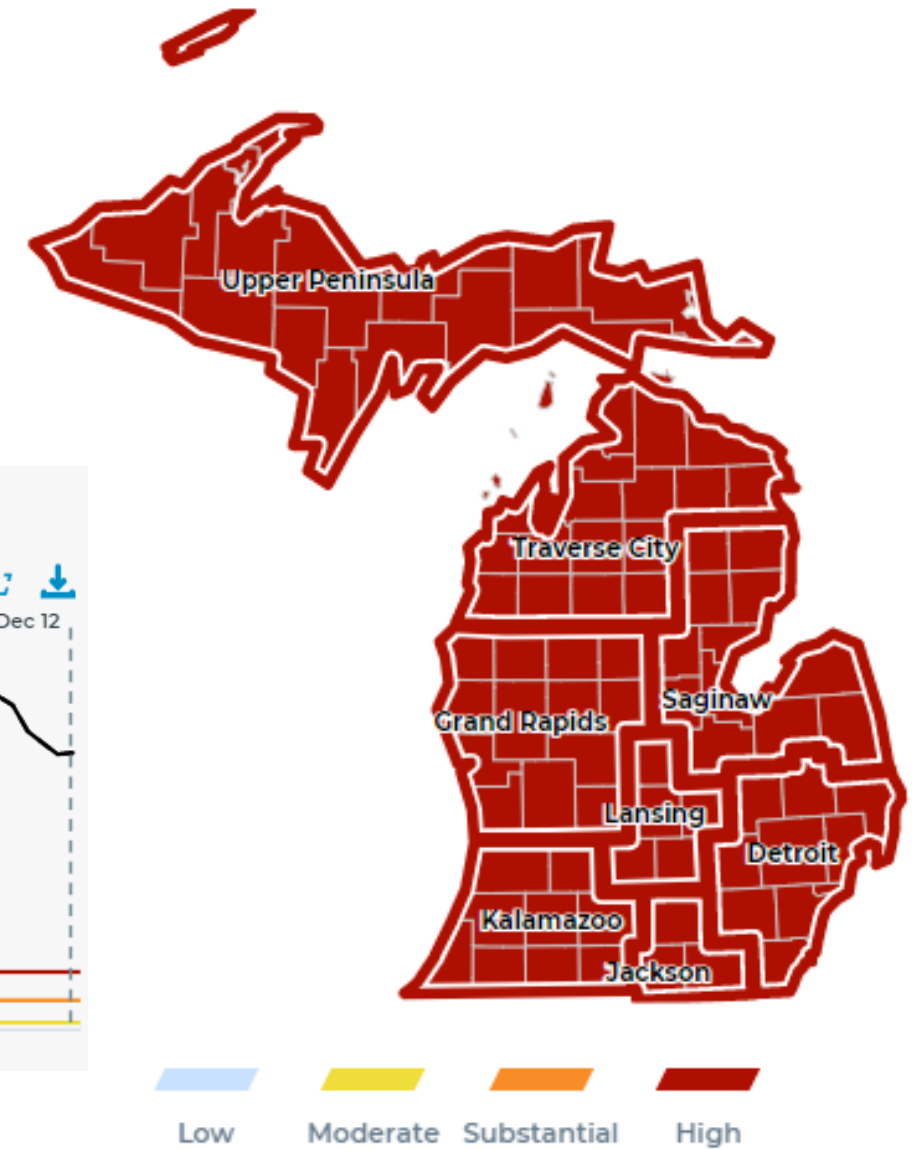 Upper Peninsula
Traverse City
Dec 12
Saginaw
Grand Rapids
Lansing
Detroit
Kalamazoo
Jackson
Low
Moderate
Substantial
High